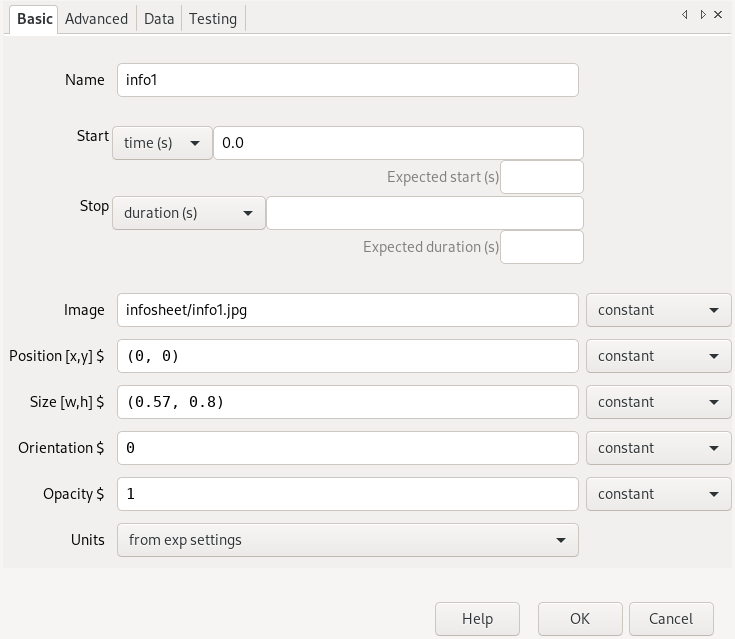 Basic Advanced Data Testing
Name info1
Start time (s) 0.0
Expected start (s)
Stop duration (s)
Expected duration (s)
Image infosheet/info1.jpg constant
Position [x,y] $ (0, 0) constant
Size [w,h] $ (0.57, 0.8) constant
Orientation $ 0 constant
Opacity $ 1 constant
Units from exp settings
Help OK Cancel